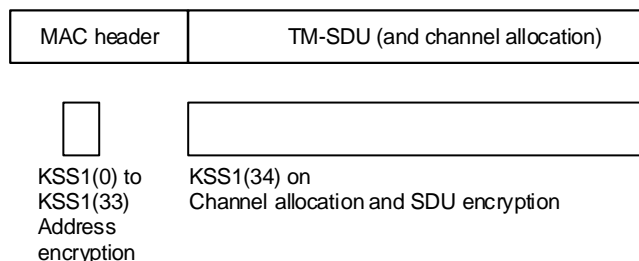 MAC header
TM-SDU (and channel allocation)
KSS1(0) to
KSS1(33)
Address
encryption
KSS1(34) on
Channel allocation and SDU encryption